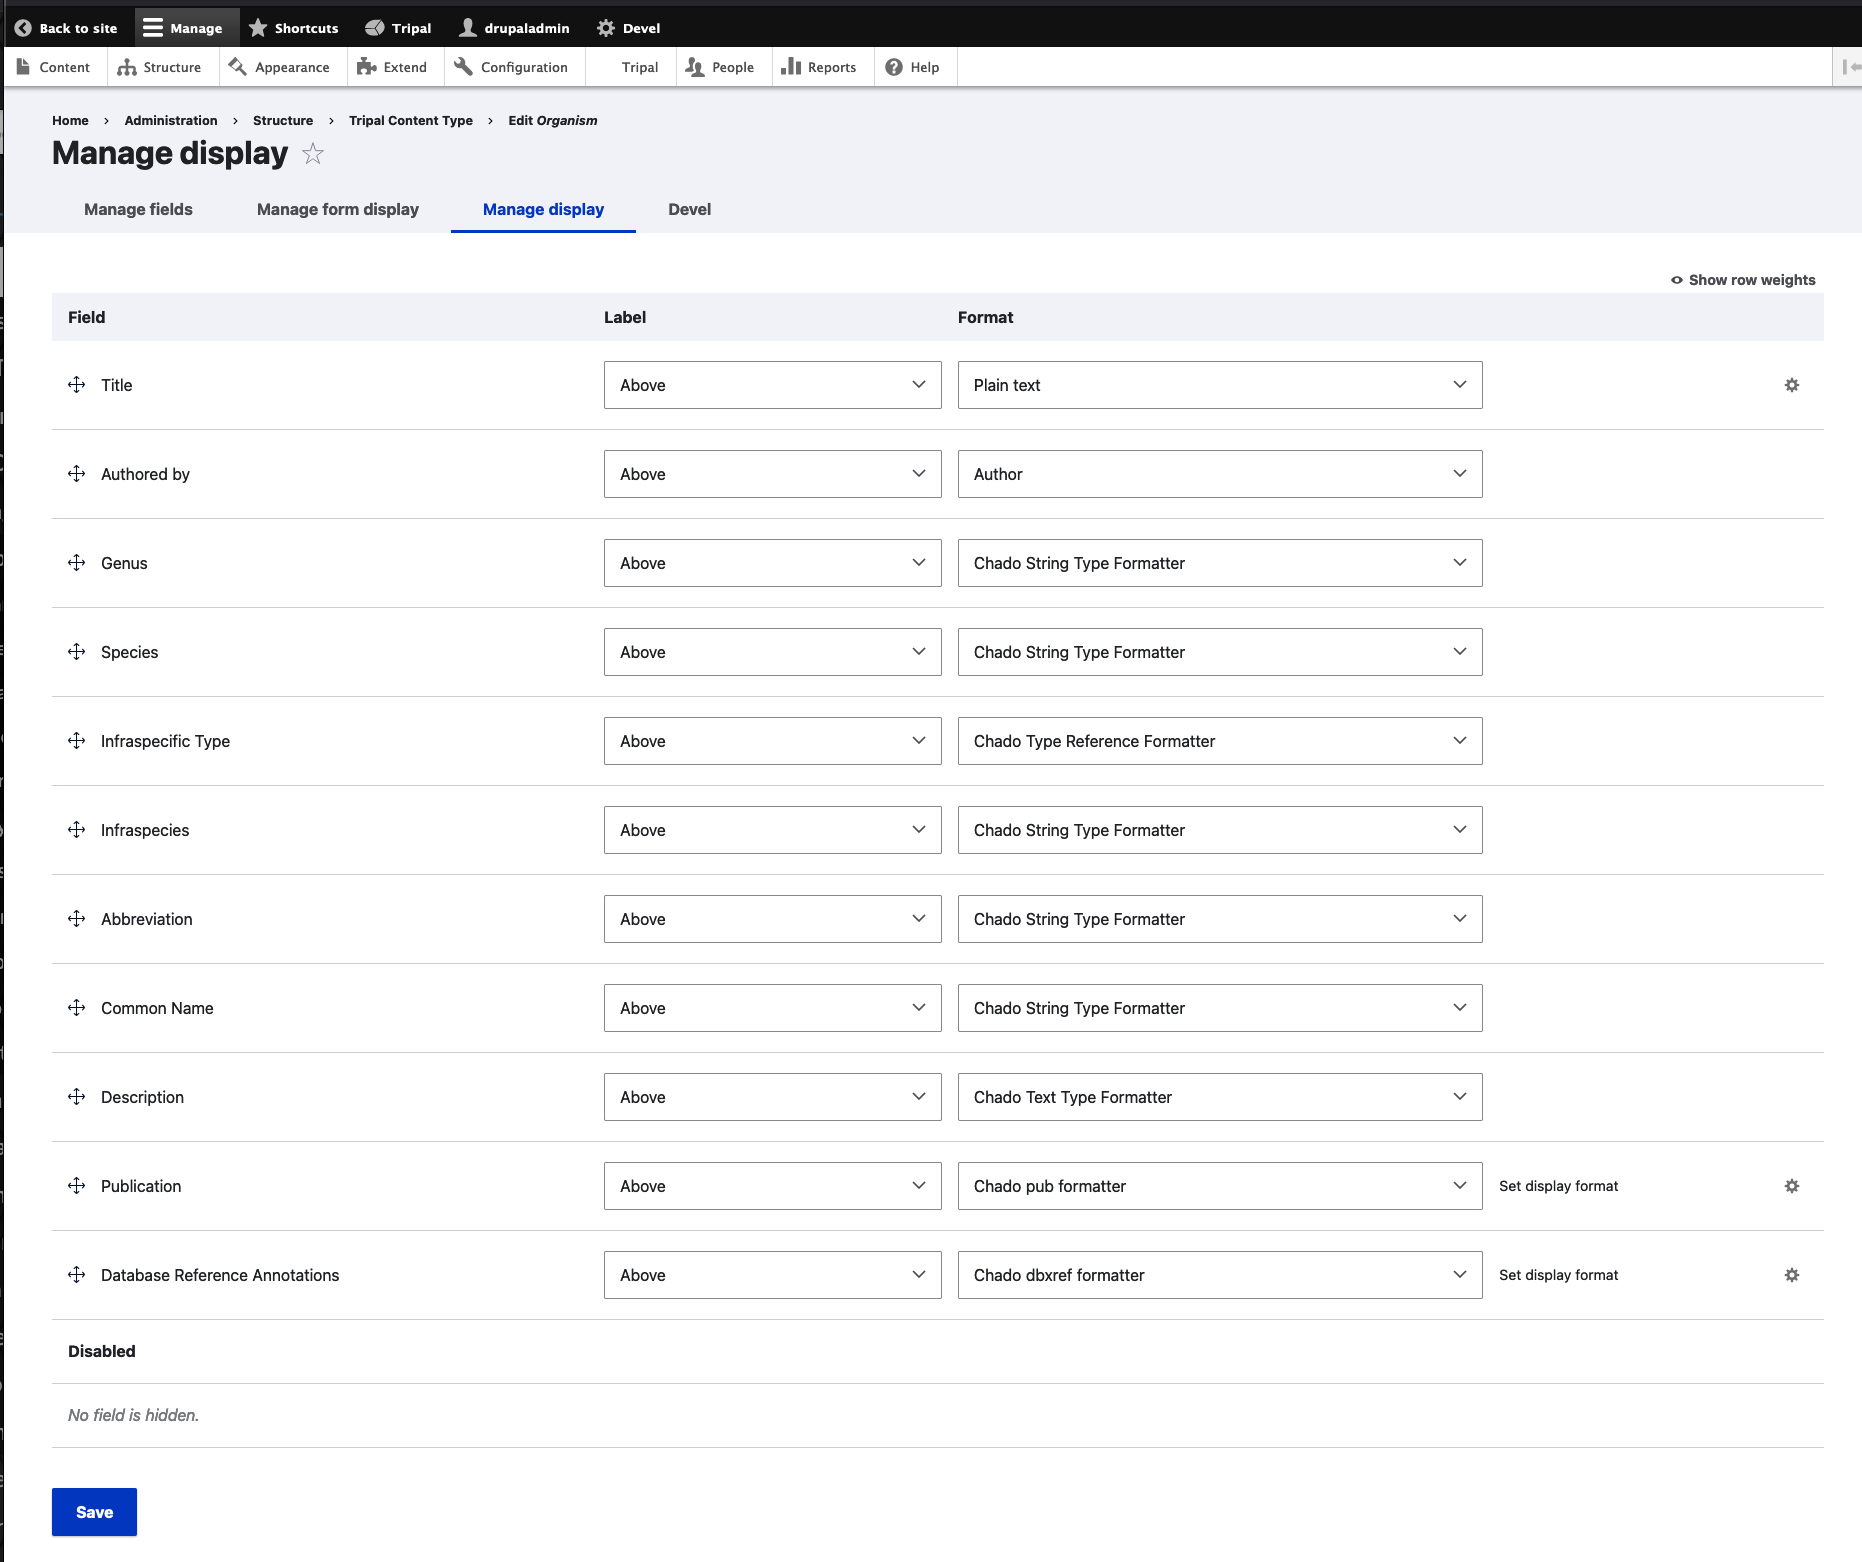 Back to site Manage Shortcuts Tripal drupaladmin Devel
Content Structure Appearance Extend Configuration Tripal People Reports Help
Home › Administration › Structure › Tripal Content Type › Edit Organism
Manage display
Manage fields Manage form display Manage display Devel
Show row weights
Field Label Format
Title Above Plain text
Authored by Above Author
Genus Above Chado String Type Formatter
Species Above Chado String Type Formatter
Infraspecific Type Above Chado Type Reference Formatter
Infraspecies Above Chado String Type Formatter
Abbreviation Above Chado String Type Formatter
Common Name Above Chado String Type Formatter
Description Above Chado Text Type Formatter
Publication Above Chado pub formatter Set display format
Database Reference Annotations Above Chado dbxref formatter Set display format
Disabled
No field is hidden.
Save